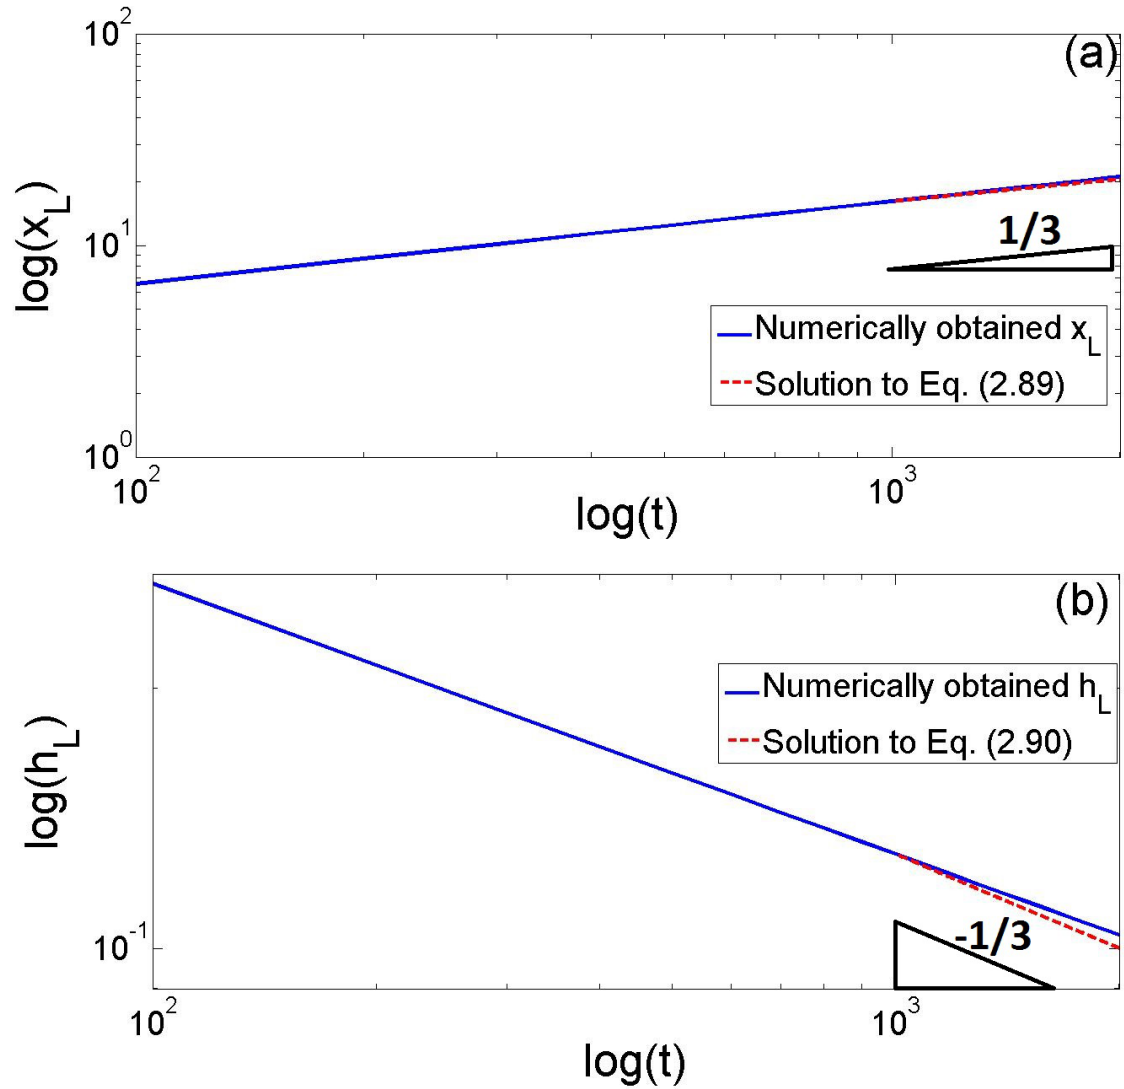 (a)
10^2
10^1
10^0
log(x_L)
1/3
Numerically obtained x_L
Solution to Eq. (2.89)
10^2
10^3
log(t)
(b)
Numerically obtained h_L
Solution to Eq. (2.90)
log(h_L)
10^-1
-1/3
10^2
10^3
log(t)